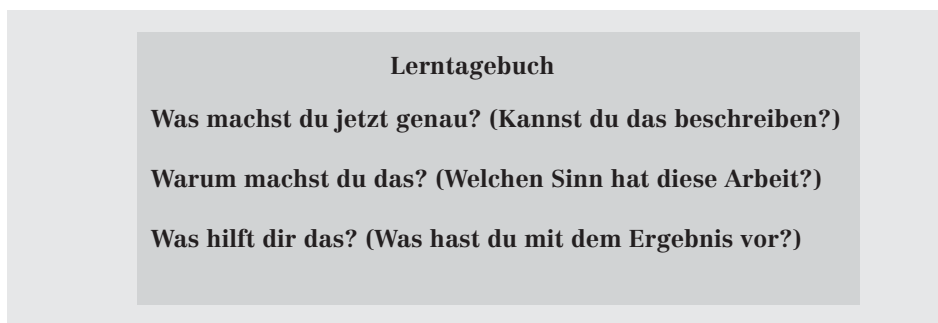 Lerntagebuch
Was machst du jetzt genau? (Kannst du das beschreiben?)
Warum machst du das? (Welchen Sinn hat diese Arbeit?)
Was hilft dir das? (Was hast du mit dem Ergebnis vor?)